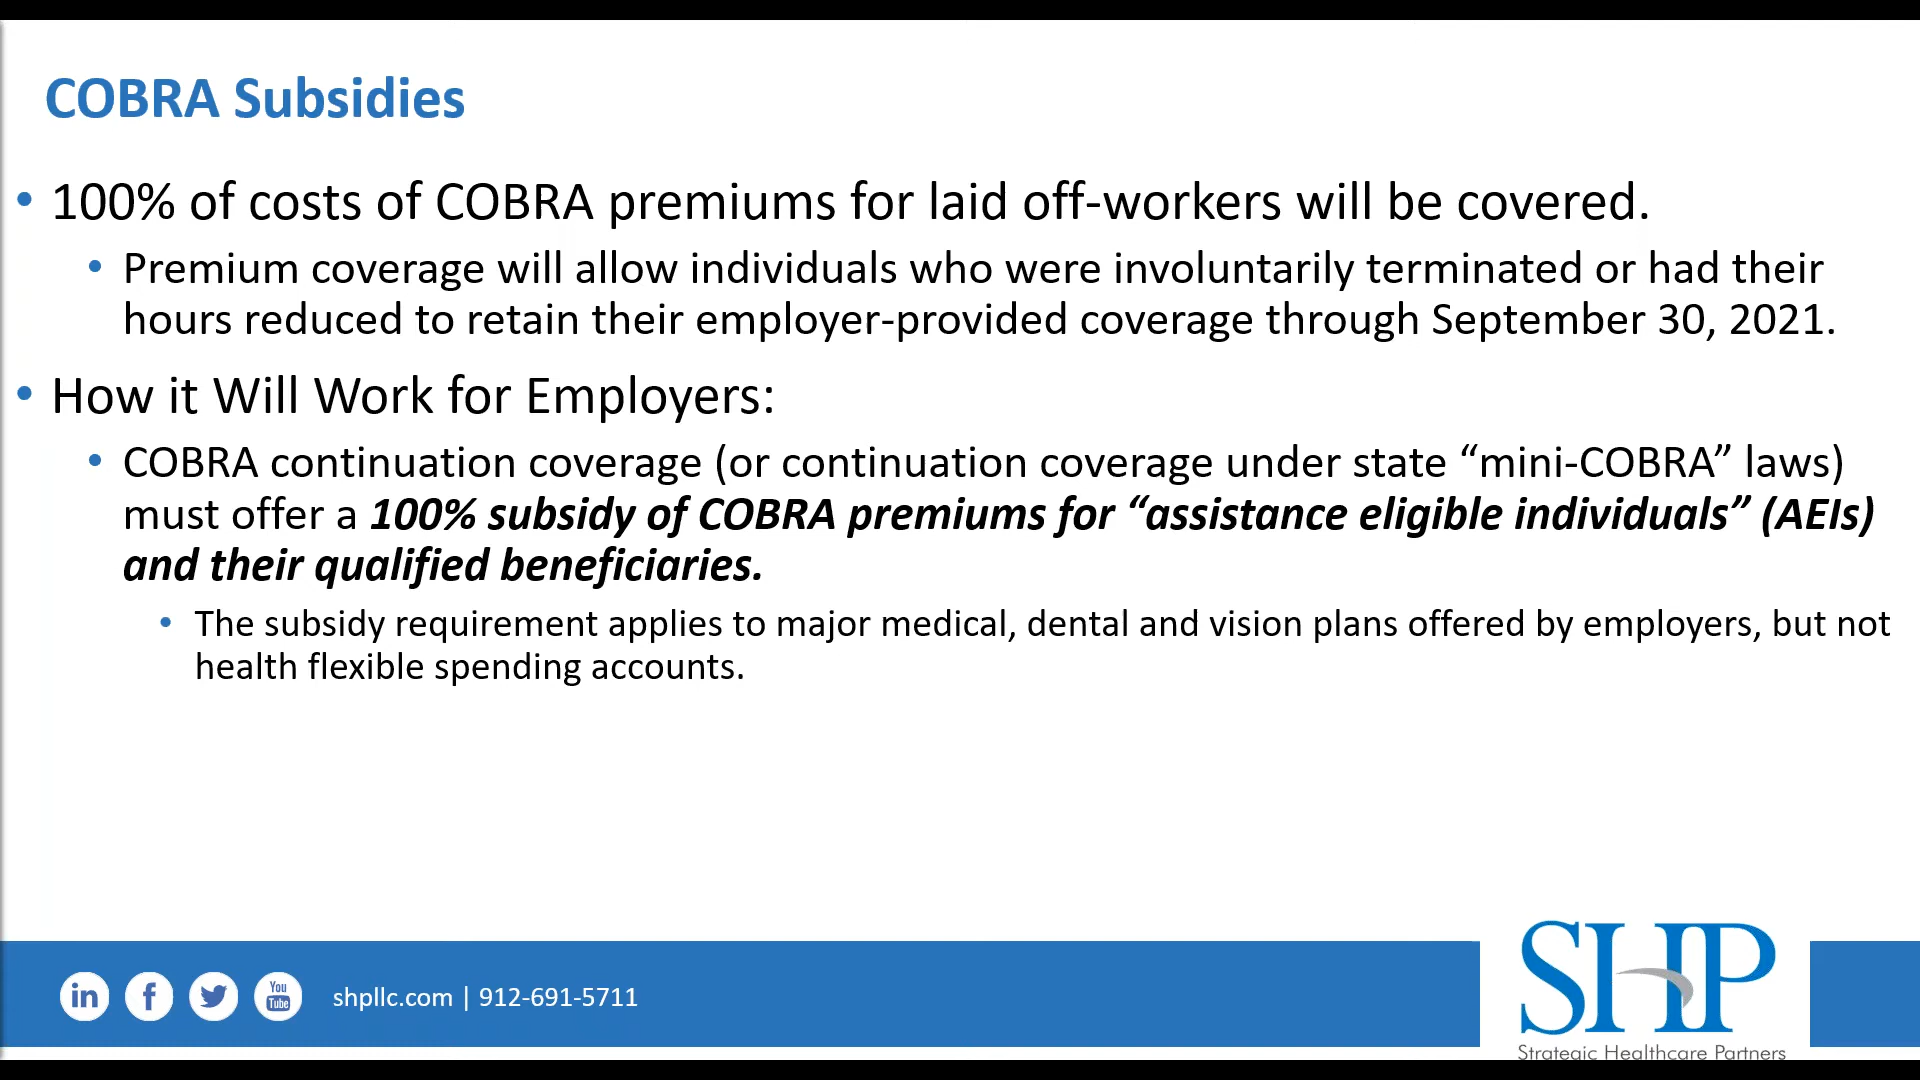 COBRA Subsidies
• 100% of costs of COBRA premiums for laid off-workers will be covered.
• Premium coverage will allow individuals who were involuntarily terminated or had their
hours reduced to retain their employer-provided coverage through September 30, 2021.
• How it Will Work for Employers:
• COBRA continuation coverage (or continuation coverage under state “mini-COBRA” laws)
must offer a 100% subsidy of COBRA premiums for “assistance eligible individuals” (AEIs)
and their qualified beneficiaries.
• The subsidy requirement applies to major medical, dental and vision plans offered by employers, but not
health flexible spending accounts.
in f You Tube shpllc.com | 912-691-5711
SHP
Strategic Healthcare Partners